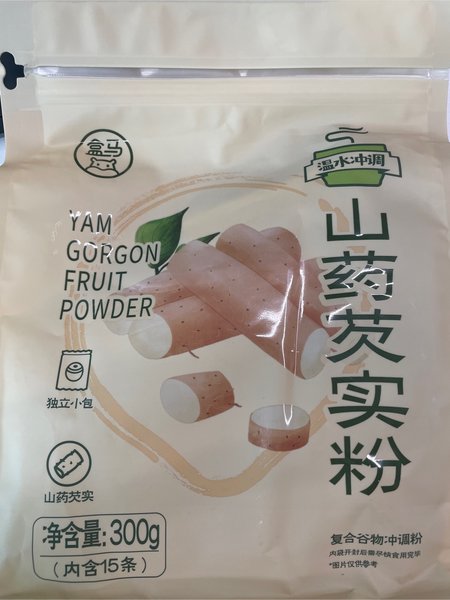 盒马
温水冲调
YAM
GORGON
FRUIT
POWDER
山药芡实粉
独立小包
山药芡实
净含量:300g
(内含15条)
复合谷物冲调粉
内袋开封后需尽快食用完毕
*图片仅供参考